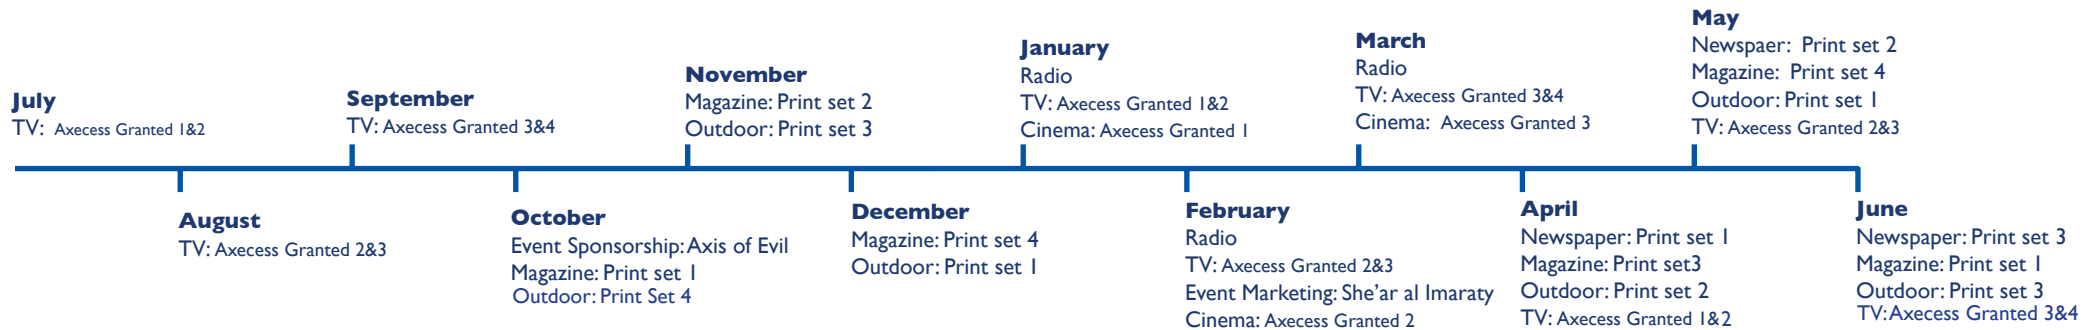 July
TV: Axecess Granted 1&2
August
TV: Axecess Granted 2&3
September
TV: Axecess Granted 3&4
October
Event Sponsorship: Axis of Evil
Magazine: Print set 1
Outdoor: Print Set 4
November
Magazine: Print set 2
Outdoor: Print set 3
December
Magazine: Print set 4
Outdoor: Print set 1
January
Radio
TV: Axecess Granted 1&2
Cinema: Axecess Granted 1
February
Radio
TV: Axecess Granted 2&3
Event Marketing: She’ar al Imaraty
Cinema: Axecess Granted 2
March
Radio
TV: Axecess Granted 3&4
Cinema: Axecess Granted 3
April
Newspaper: Print set 1
Magazine: Print set3
Outdoor: Print set 2
TV: Axecess Granted 1&2
May
Newspaer: Print set 2
Magazine: Print set 4
Outdoor: Print set 1
TV: Axecess Granted 2&3
June
Newspaper: Print set 3
Magazine: Print set 1
Outdoor: Print set 3
TV: Axecess Granted 3&4